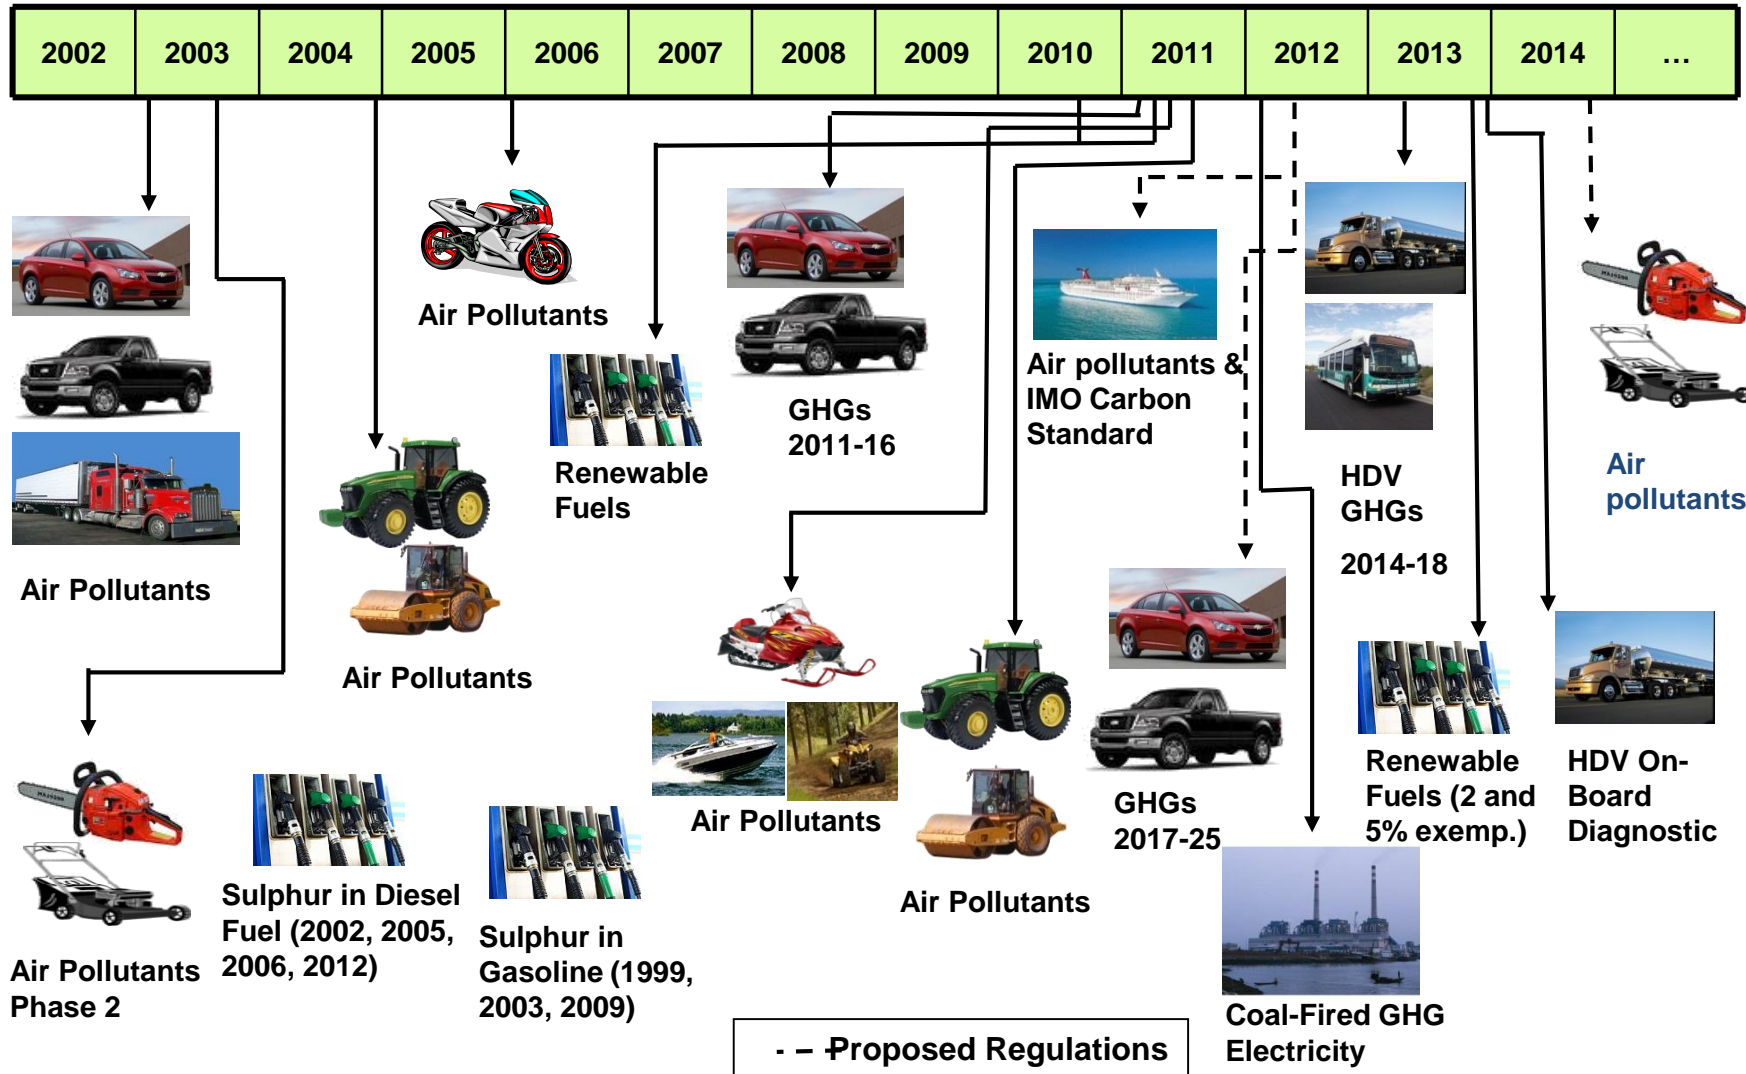 2002 2003 2004 2005 2006 2007 2008 2009 2010 2011 2012 2013 2014 ...
Air Pollutants
Air Pollutants
Phase 2
Sulphur in Diesel
Fuel (2002, 2005,
2006, 2012)
Air Pollutants
Air Pollutants
Sulphur in
Gasoline (1999,
2003, 2009)
Renewable
Fuels
GHGs
2011-16
Air Pollutants
Air Pollutants
Air pollutants &
IMO Carbon
Standard
GHGs
2017-25
Coal-Fired GHG
Electricity
HDV
GHGs
2014-18
Renewable
Fuels (2 and
5% exemp.)
HDV On-
Board
Diagnostic
Air
pollutants
Proposed Regulations